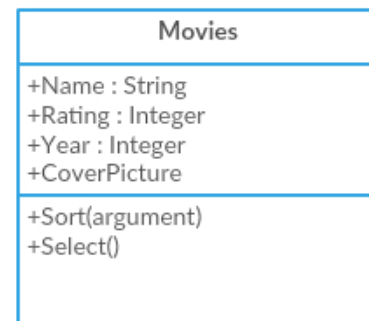 Movies
+Name : String
+Rating : Integer
+Year : Integer
+CoverPicture
+Sort(argument)
+Select()